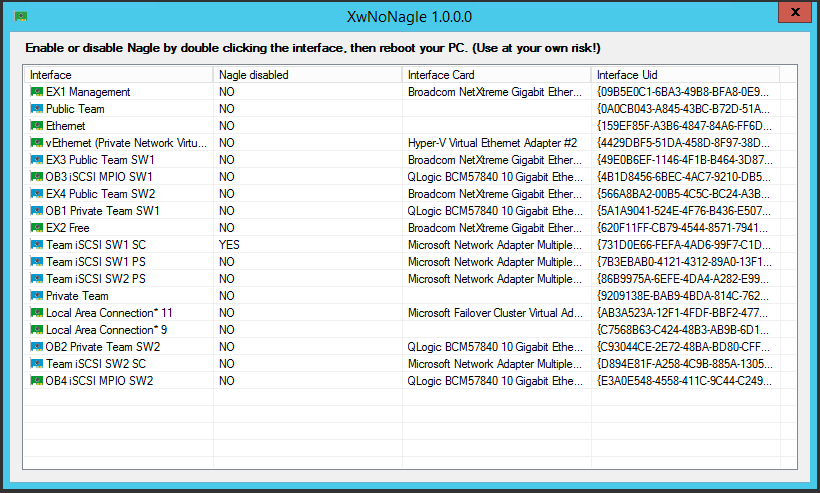 XwNoNagle 1.0.0.0
x
Enable or disable Nagle by double clicking the interface, then reboot your PC. (Use at your own risk!)
Interface Nagle disabled Interface Card Interface Uid
EX1 Management NO Broadcom NetXtreme Gigabit Ether... {09B5E0C1-6BA3-49B8-BFA8-0E9...
Public Team NO {0A0CB043-A845-43BC-B72D-51A...
Ethernet NO {159EF85F-A3B6-4847-84A6-FF6D...
vEthernet (Private Network Virtu... NO Hyper-V Virtual Ethernet Adapter #2 {4429DBF5-51DA-458D-8F97-38D...
EX3 Public Team SW1 NO Broadcom NetXtreme Gigabit Ether... {49E0B6EF-1146-4F1B-B464-3D87...
OB3 iSCSI MPIO SW1 NO QLogic BCM57840 10 Gigabit Ethe... {4B1D8456-6BEC-4AC7-9210-DB5...
EX4 Public Team SW2 NO Broadcom NetXtreme Gigabit Ether... {566A8BA2-00B5-4C5C-BC24-A3B...
OB1 Private Team SW1 NO QLogic BCM57840 10 Gigabit Ethe... {5A1A9041-524E-4F76-B436-E507...
EX2 Free NO Broadcom NetXtreme Gigabit Ether... {620F11FF-CB79-4544-8571-7941...
Team iSCSI SW1 SC YES Microsoft Network Adapter Multiple... {731D0E66-FEFA-4AD6-99F7-C1D...
Team iSCSI SW1 PS NO Microsoft Network Adapter Multiple... {7B3EBAB0-4121-4312-89A0-13F1...
Team iSCSI SW2 PS NO Microsoft Network Adapter Multiple... {86B9975A-6EFE-4DA4-A282-E99...
Private Team NO {9209138E-BAB9-4BDA-814C-762...
Local Area Connection* 11 NO Microsoft Failover Cluster Virtual Ad... {AB3A523A-12F1-4FDF-BBF2-477...
Local Area Connection* 9 NO {C7568B63-C424-48B3-AB9B-6D1...
OB2 Private Team SW2 NO QLogic BCM57840 10 Gigabit Ethe... {C93044CE-2E72-48BA-BD80-CFF...
Team iSCSI SW2 SC NO Microsoft Network Adapter Multiple... {D894E81F-A258-4C9B-885A-1305...
OB4 iSCSI MPIO SW2 NO QLogic BCM57840 10 Gigabit Ethe... {E3A0E548-4558-411C-9C44-C249...